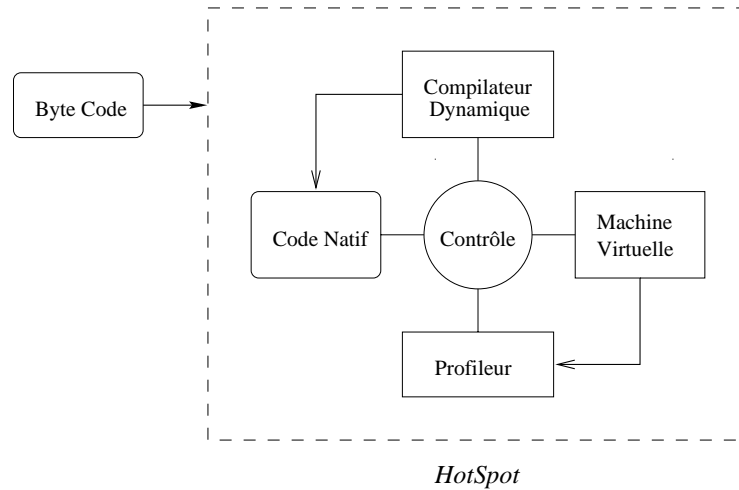 Compilateur
Dynamique
Byte Code
Code Natif
Contrôle
Machine
Virtuelle
Profileur
HotSpot